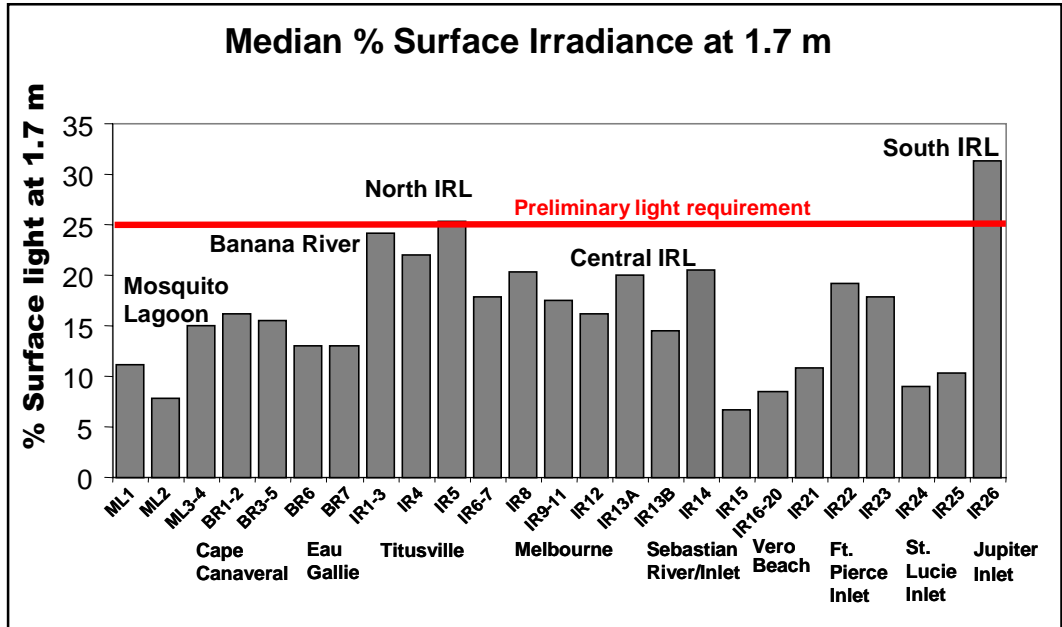 Median % Surface Irradiance at 1.7 m
% Surface light at 1.7 m
35
30
25
20
15
10
5
0
South IRL
North IRL
Preliminary light requirement
Banana River
Central IRL
Mosquito
Lagoon
ML1
ML2
ML3-4
BR1-2
BR3-5
BR6
BR7
IR1-3
IR4
IR5
IR6-7
IR8
IR9-11
IR12
IR13A
IR13B
IR14
IR15
IR16-20
IR21
IR22
IR23
IR24
IR25
IR26
Cape
Canaveral
Eau
Gallie
Titusville
Melbourne
Sebastian
River/Inlet
Vero
Beach
Ft.
Pierce
Inlet
St.
Lucie
Inlet
Jupiter
Inlet